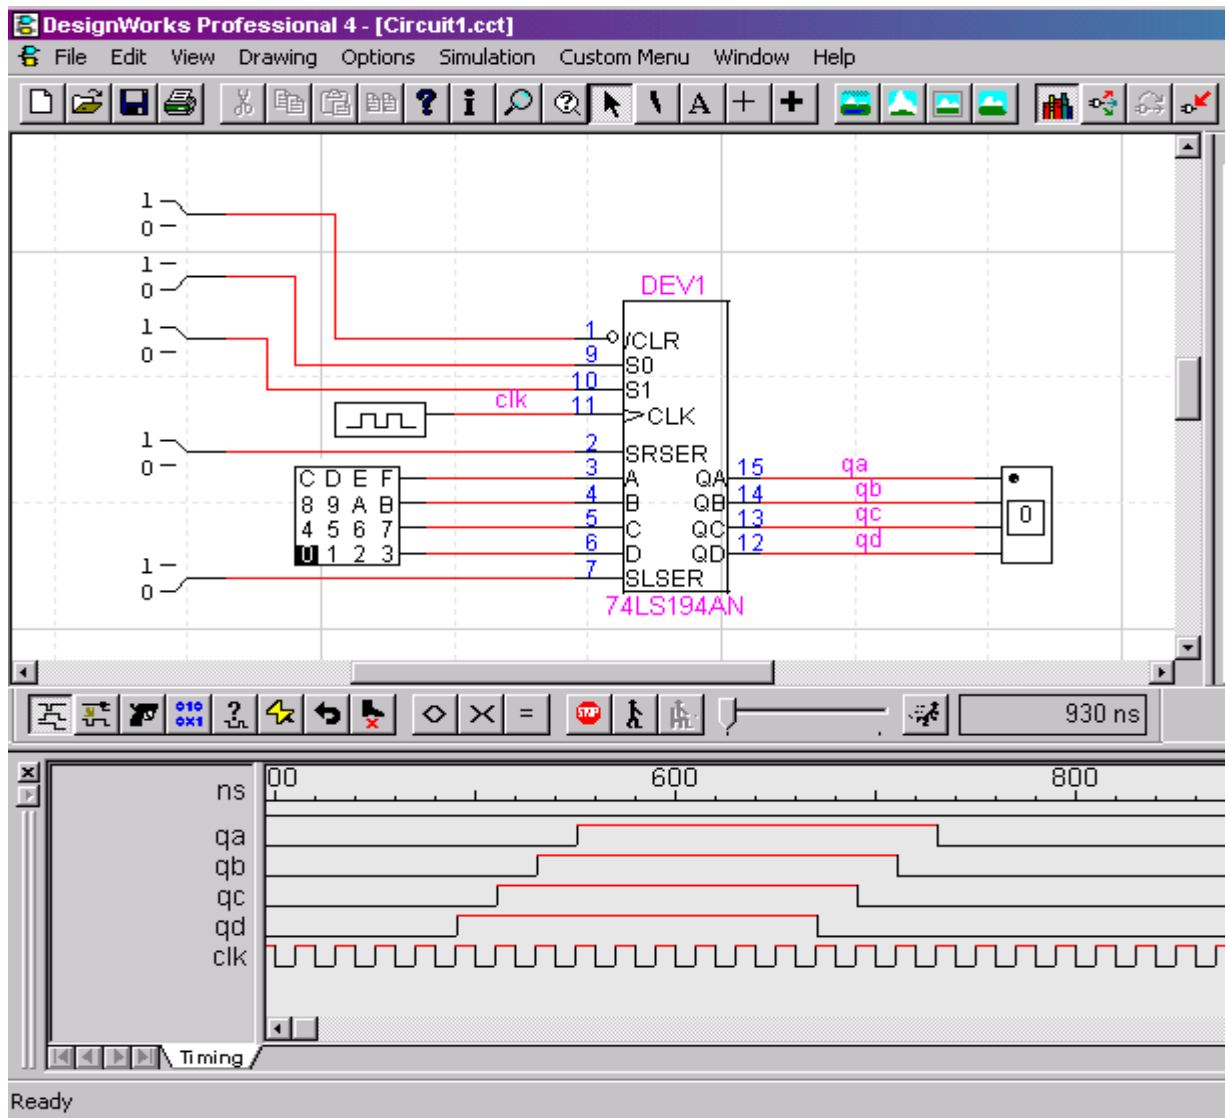 DesignWorks Professional 4 - [Circuit1.cct]
File Edit View Drawing Options Simulation Custom Menu Window Help
? i ? A
1
0
1
0
1
0
DEV1
1 /CLR
9 S0
10 S1
clk 11 >CLK
1
0
2 SRSER
C D E F 3 A QA 15 qa
8 9 A B 4 B QB 14 qb
4 5 6 7 5 C QC 13 qc
0 1 2 3 6 D QD 12 qd
0
1
0
7 SLSER
74LS194AN
010
0X1
?
=
STOP
930 ns
ns 00 600 800
qa
qb
qc
qd
clk
Timing
Ready